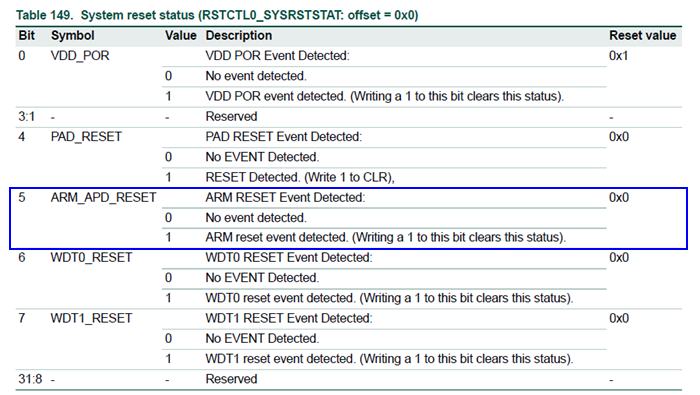 Table 149. System reset status (RSTCTL0_SYSRSTSTAT: offset = 0x0)
Bit Symbol Value Description Reset value
0 VDD_POR VDD POR Event Detected: 0x1
0 No event detected.
1 VDD POR event detected. (Writing a 1 to this bit clears this status).
3:1 - - Reserved -
4 PAD_RESET PAD RESET Event Detected: 0x0
0 No EVENT Detected.
1 RESET Detected. (Write 1 to CLR),
5 ARM_APD_RESET ARM RESET Event Detected: 0x0
0 No event detected.
1 ARM reset event detected. (Writing a 1 to this bit clears this status).
6 WDT0_RESET WDT0 RESET Event Detected: 0x0
0 No EVENT Detected.
1 WDT0 reset event detected. (Writing a 1 to this bit clears this status).
7 WDT1_RESET WDT1 RESET Event Detected: 0x0
0 No EVENT Detected.
1 WDT1 reset event detected. (Writing a 1 to this bit clears this status).
31:8 - - Reserved -